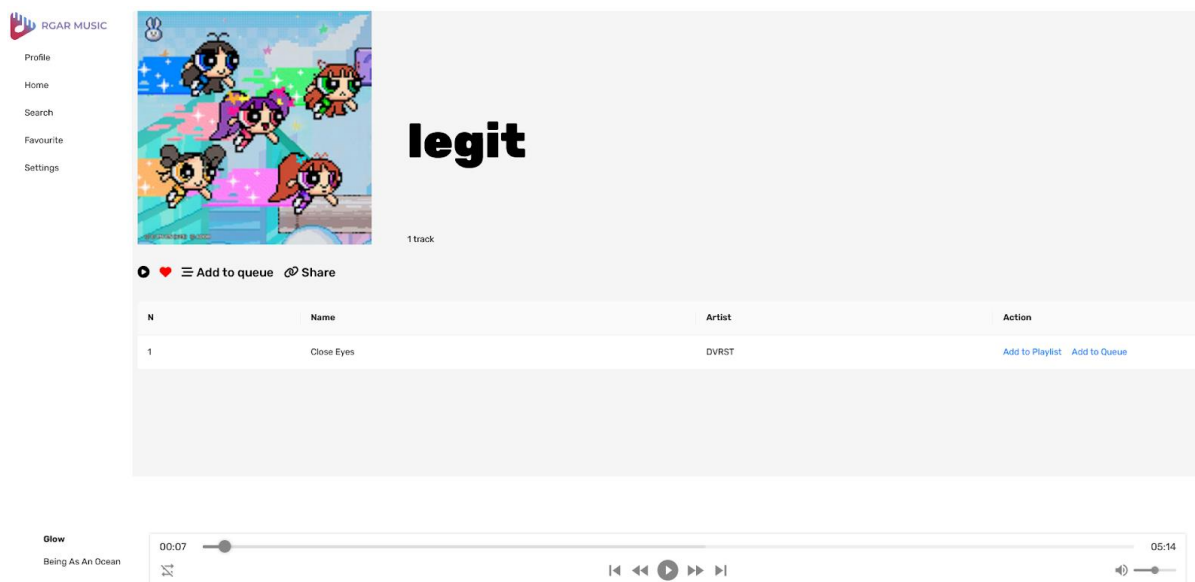 RGAR MUSIC
Profile
Home
Search
Favourite
Settings
legit
1 track
Add to queue Share
N Name Artist Action
1 Close Eyes DVRST Add to Playlist Add to Queue
Glow
Being As An Ocean
00:07 05:14